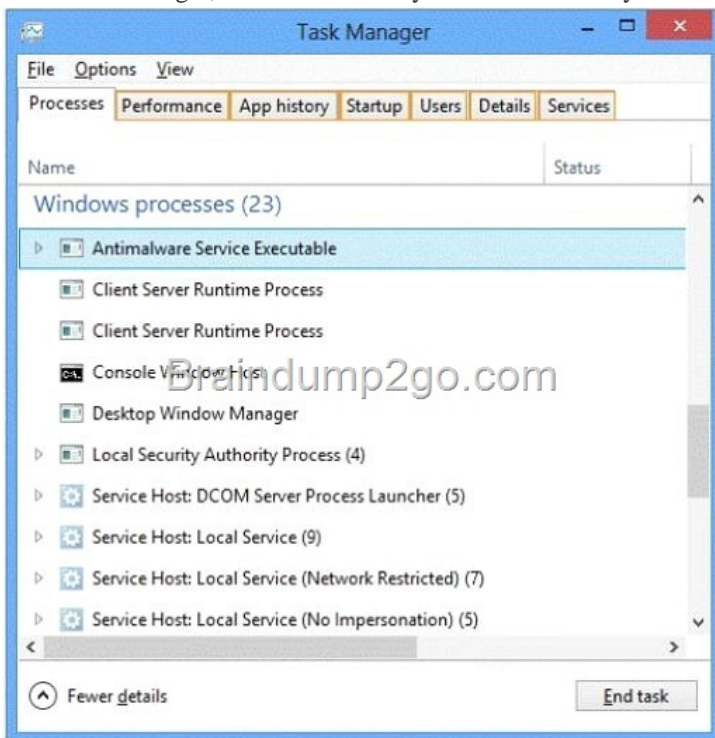 Task Manager
File Options View
Processes Performance App history Startup Users Details Services
Name Status
Windows processes (23)
Antimalware Service Executable
Client Server Runtime Process
Client Server Runtime Process
Console Window Host
Braindump2go.com
Desktop Window Manager
Local Security Authority Process (4)
Service Host: DCOM Server Process Launcher (5)
Service Host: Local Service (9)
Service Host: Local Service (Network Restricted) (7)
Service Host: Local Service (No Impersonation) (5)
Fewer details
End task